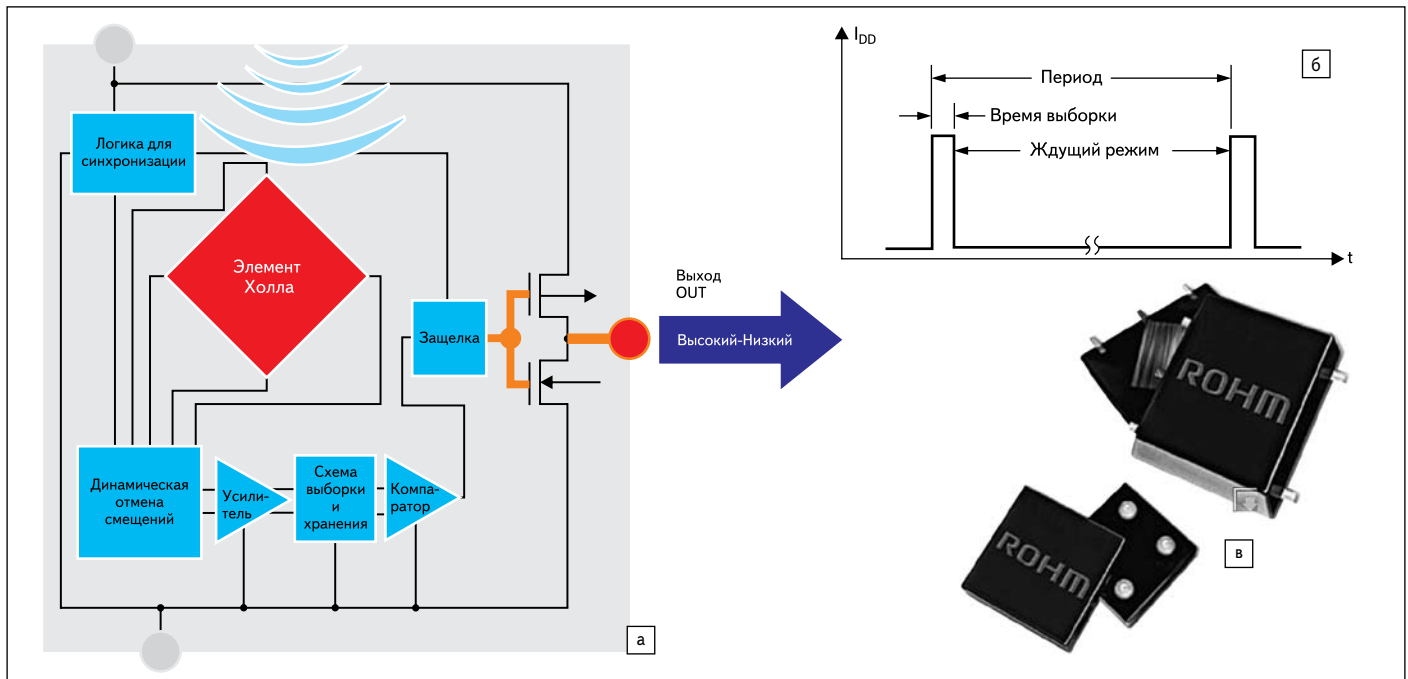 Логика для
синхронизации
Элемент
Холла
Защелка
Динамическая
отмена
смещений
Усили-
тель
Схема
выборки
и
хранения
Компа-
ратор
Выход
OUT
Высокий-Низкий
а
I_DD
Период
Время выборки
Ждущий режим
t
б
ROHM
ROHM
в